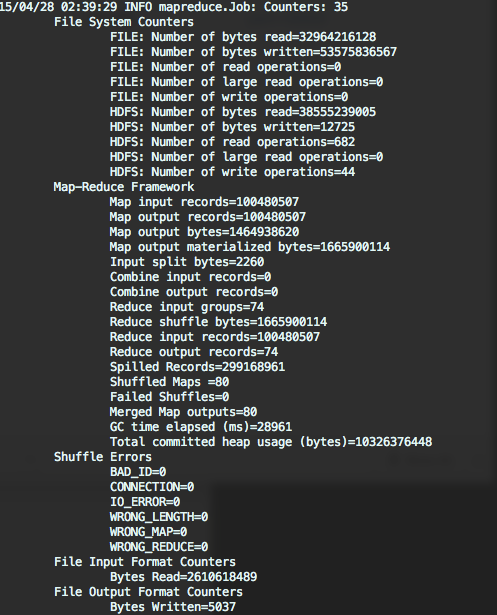 15/04/28 02:39:29 INFO mapreduce.Job: Counters: 35
File System Counters
FILE: Number of bytes read=32964216128
FILE: Number of bytes written=53575836567
FILE: Number of read operations=0
FILE: Number of large read operations=0
FILE: Number of write operations=0
HDFS: Number of bytes read=38555239005
HDFS: Number of bytes written=12725
HDFS: Number of read operations=682
HDFS: Number of large read operations=0
HDFS: Number of write operations=44
Map-Reduce Framework
Map input records=100480507
Map output records=100480507
Map output bytes=1464938620
Map output materialized bytes=1665900114
Input split bytes=2260
Combine input records=0
Combine output records=0
Reduce input groups=74
Reduce shuffle bytes=1665900114
Reduce input records=100480507
Reduce output records=74
Spilled Records=299168961
Shuffled Maps =80
Failed Shuffles=0
Merged Map outputs=80
GC time elapsed (ms)=28961
Total committed heap usage (bytes)=10326376448
Shuffle Errors
BAD_ID=0
CONNECTION=0
IO_ERROR=0
WRONG_LENGTH=0
WRONG_MAP=0
WRONG_REDUCE=0
File Input Format Counters
Bytes Read=2610618489
File Output Format Counters
Bytes Written=5037